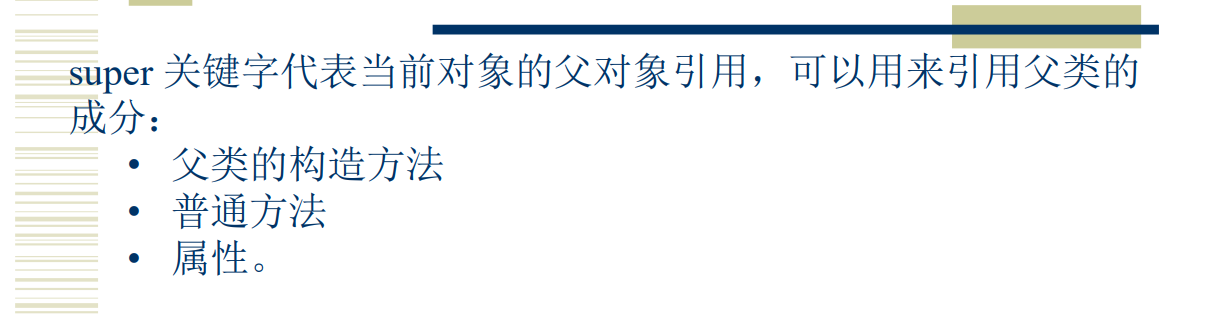 super 关键字代表当前对象的父对象引用，可以用来引用父类的
成分：
• 父类的构造方法
• 普通方法
• 属性。